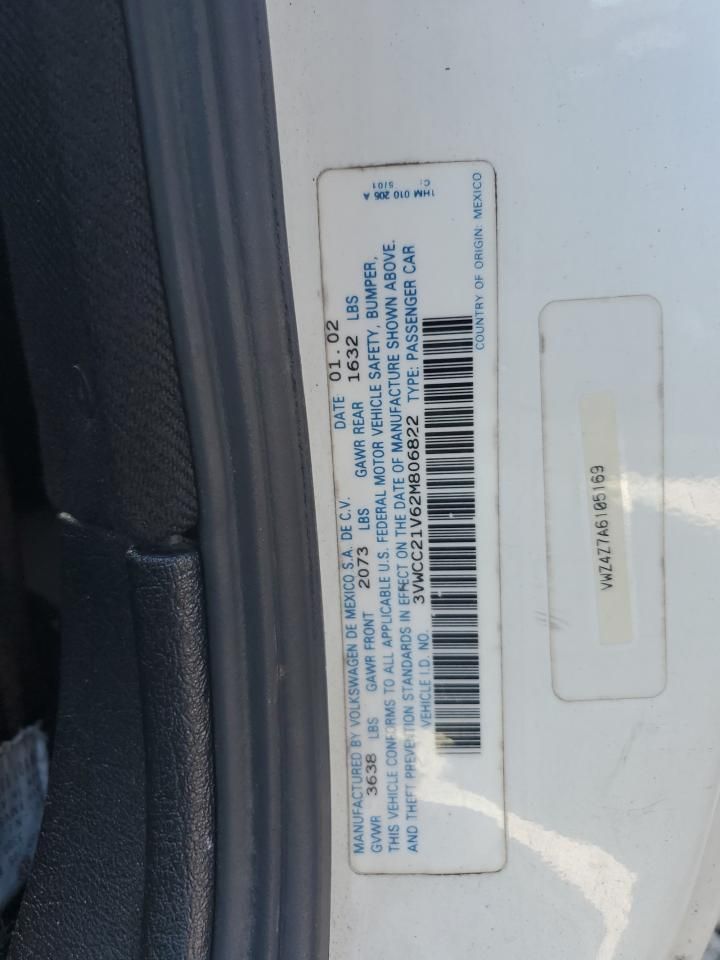 1HM 010 206 A
C: 5/01
MANUFACTURED BY VOLKSWAGEN DE MEXICO S.A. DE C.V. DATE 01.02
GVWR 3638 LBS GAWR FRONT 2073 LBS GAWR REAR 1632 LBS
THIS VEHICLE CONFORMS TO ALL APPLICABLE U.S. FEDERAL MOTOR VEHICLE SAFETY, BUMPER,
AND THEFT PREVENTION STANDARDS IN EFFECT ON THE DATE OF MANUFACTURE SHOWN ABOVE.
VEHICLE I.D. NO. 3VWCC21V62M806822 TYPE: PASSENGER CAR
COUNTRY OF ORIGIN: MEXICO
VWZ4Z7A6105169